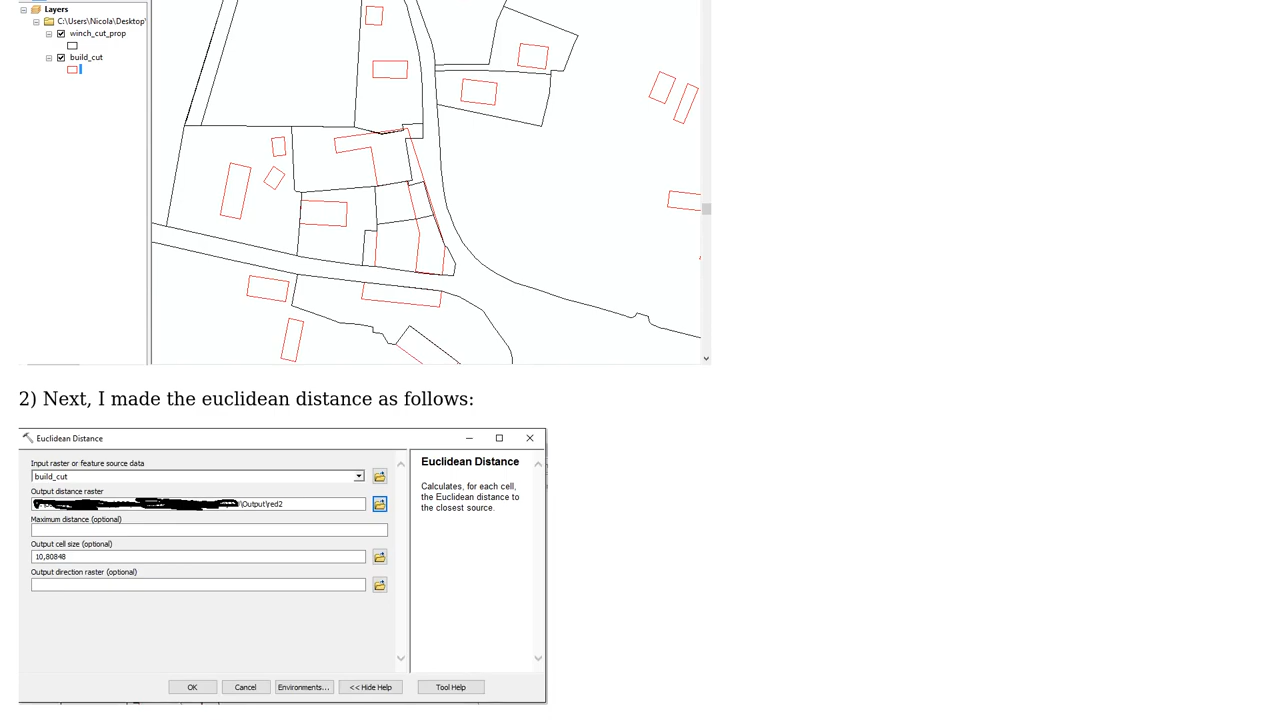 Layers
C:\Users\Nicola\Desktop\
winch_cut_prop
build_cut
2) Next, I made the euclidean distance as follows:
Euclidean Distance
Input raster or feature source data
build_cut
Output distance raster
\Output\red2
Maximum distance (optional)
Output cell size (optional)
10,80848
Output direction raster (optional)
Euclidean Distance
Calculates, for each cell,
the Euclidean distance to
the closest source.
OK
Cancel
Environments...
<< Hide Help
Tool Help